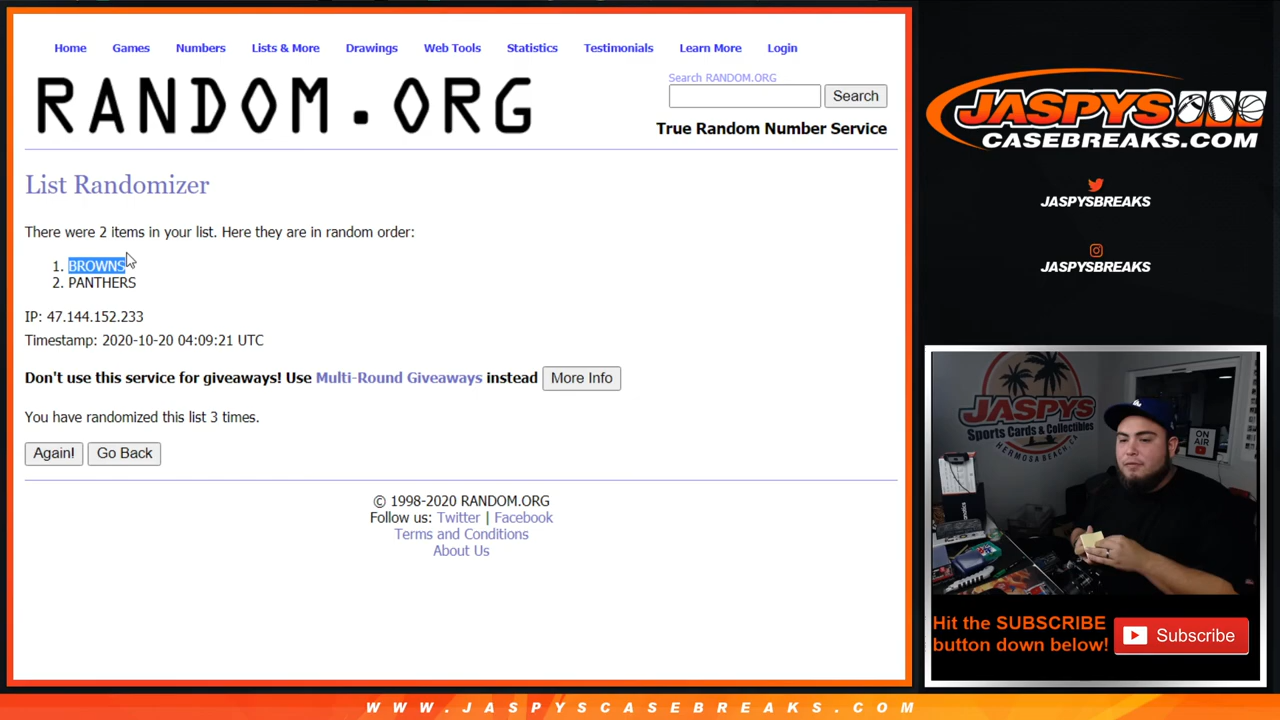 Home Games Numbers Lists & More Drawings Web Tools Statistics Testimonials Learn More Login
Search RANDOM.ORG
RANDOM.ORG
Search
True Random Number Service
List Randomizer
There were 2 items in your list. Here they are in random order:
1. BROWNS
2. PANTHERS
IP: 47.144.152.233
Timestamp: 2020-10-20 04:09:21 UTC
Don't use this service for giveaways! Use Multi-Round Giveaways instead More Info
You have randomized this list 3 times.
Again! Go Back
© 1998-2020 RANDOM.ORG
Follow us: Twitter | Facebook
Terms and Conditions
About Us
JASPYS
CASEBREAKS.COM
JASPYSBREAKS
JASPYSBREAKS
JASPYS
Sports Cards & Collectibles
HERMOSA BEACH, CA
ON AIR
Hit the SUBSCRIBE
button down below!
Subscribe
WWW.JASPYSCASEBREAKS.COM